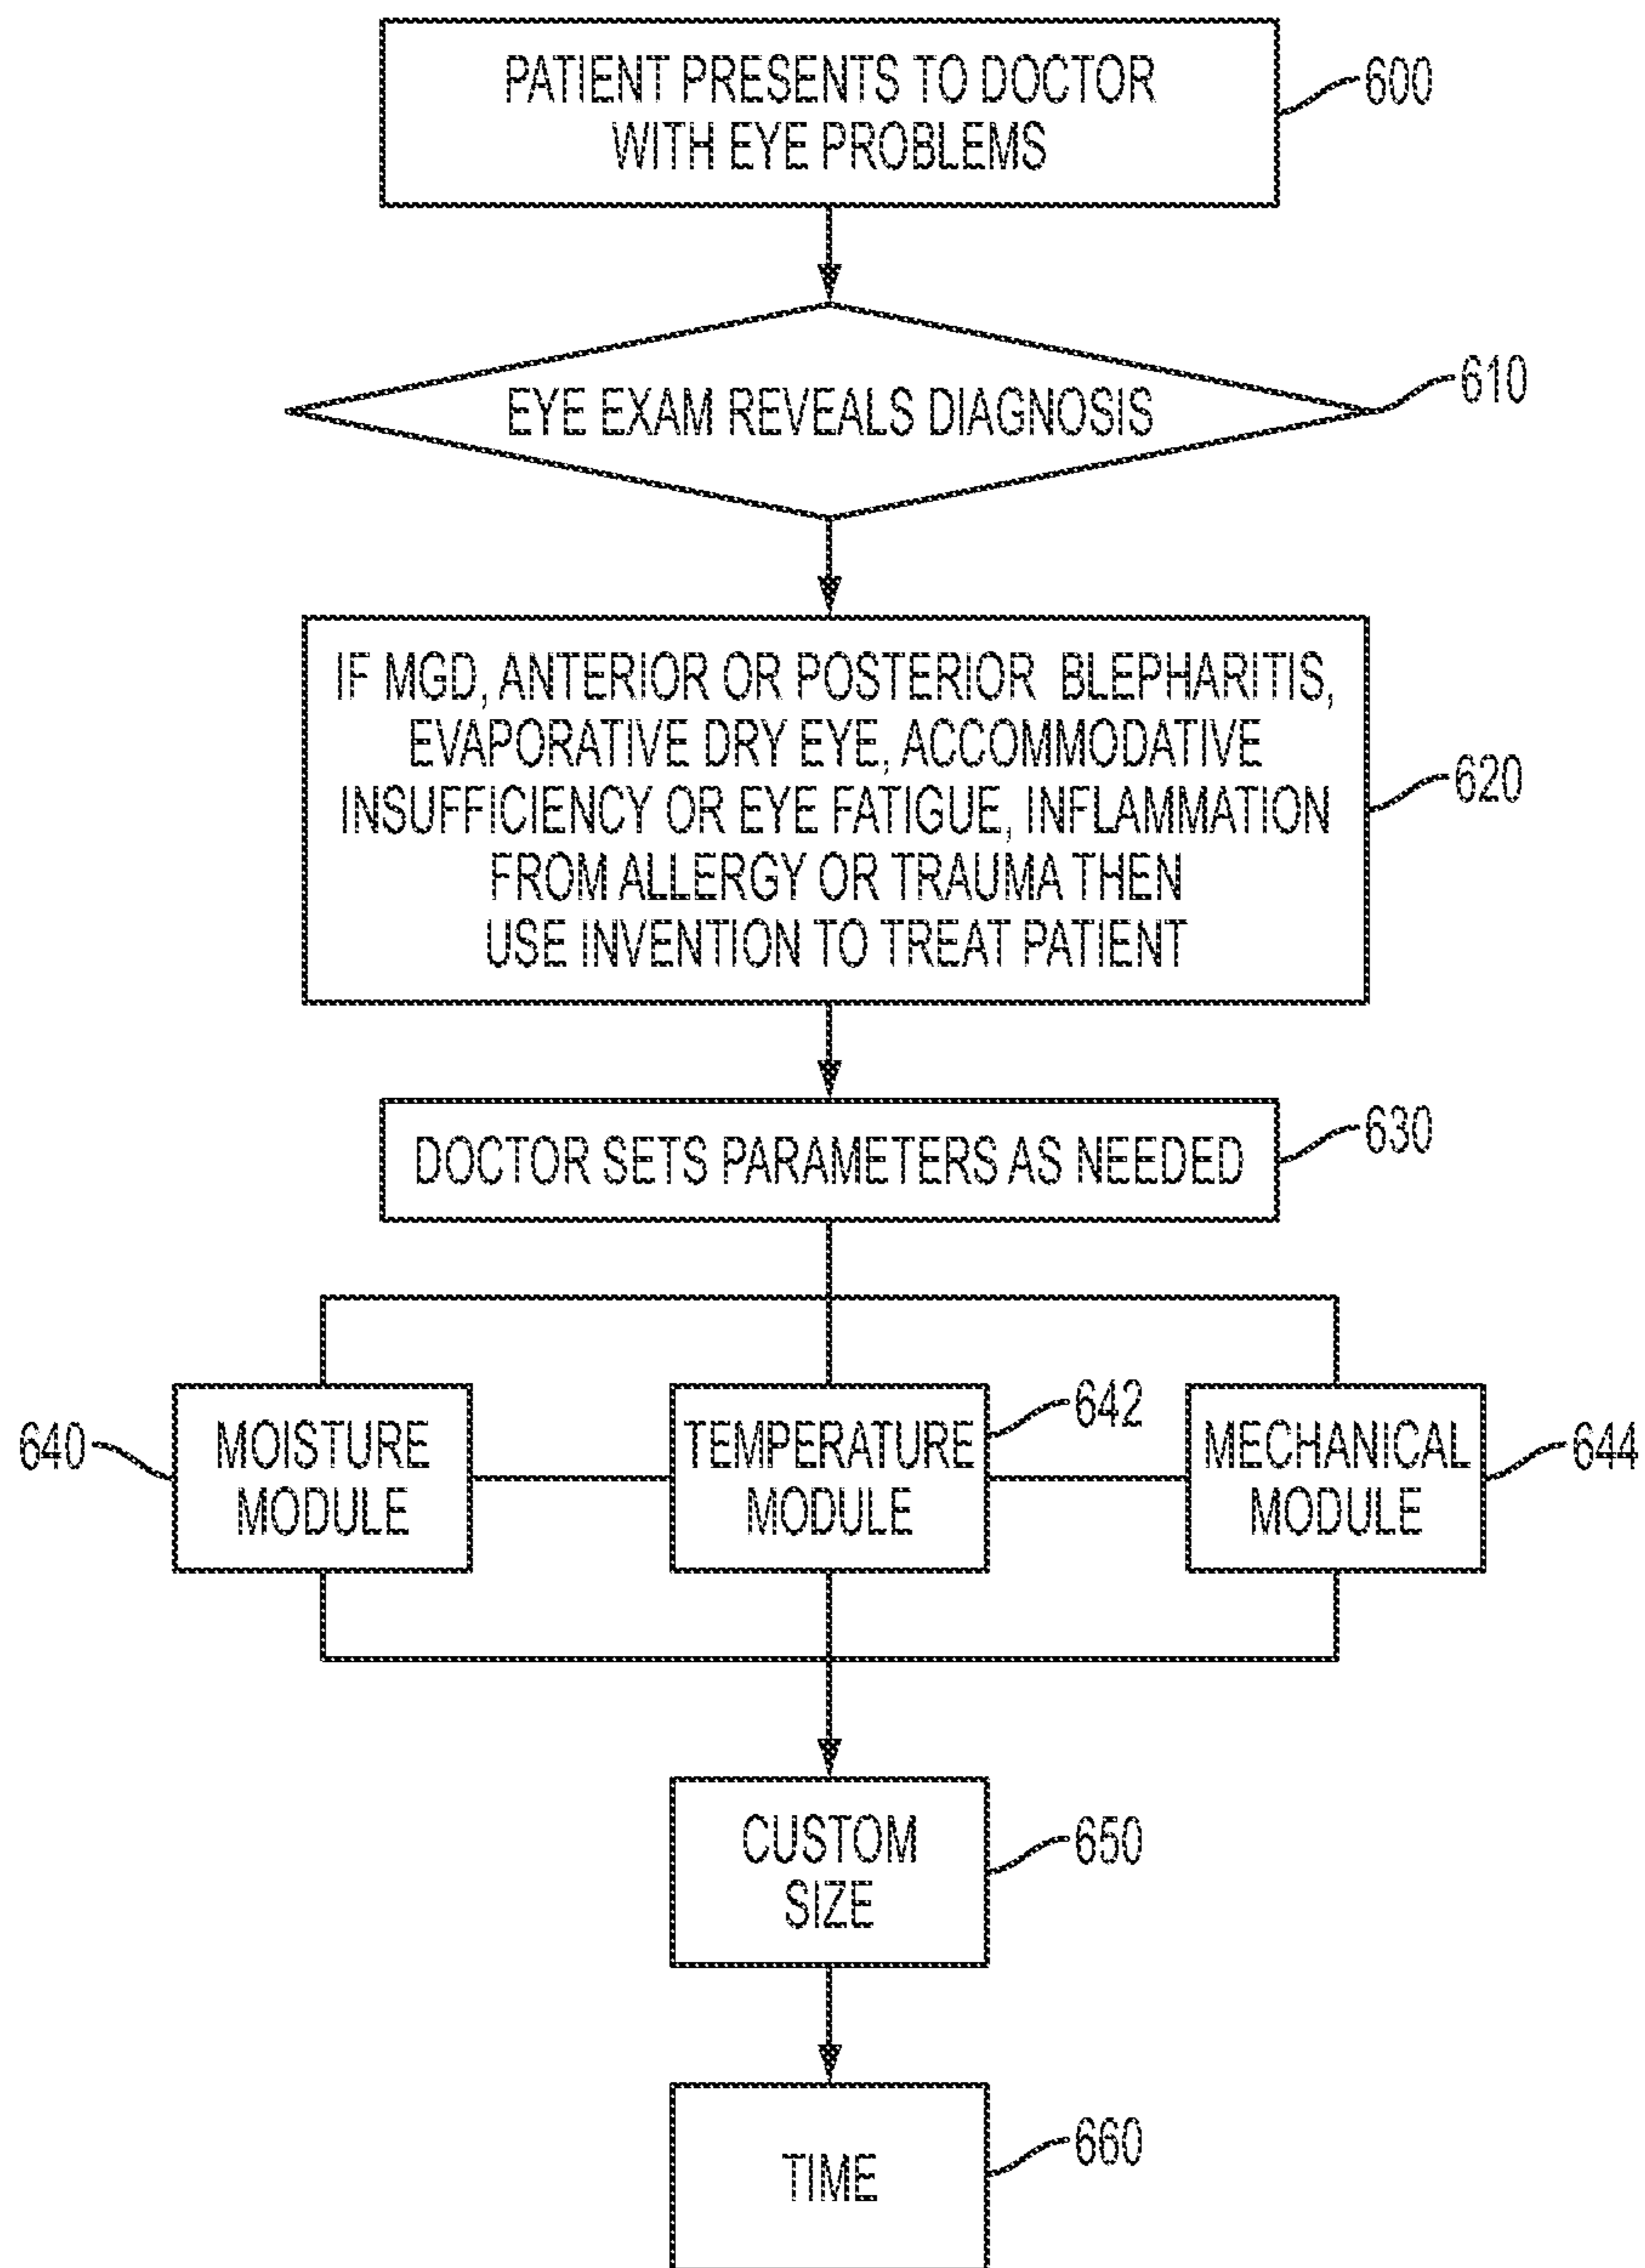 PATIENT PRESENTS TO DOCTOR
WITH EYE PROBLEMS
600
EYE EXAM REVEALS DIAGNOSIS
610
IF MGD, ANTERIOR OR POSTERIOR BLEPHARITIS,
EVAPORATIVE DRY EYE, ACCOMMODATIVE
INSUFFICIENCY OR EYE FATIGUE, INFLAMMATION
FROM ALLERGY OR TRAUMA THEN
USE INVENTION TO TREAT PATIENT
620
DOCTOR SETS PARAMETERS AS NEEDED
630
640
MOISTURE
MODULE
TEMPERATURE
MODULE
642
MECHANICAL
MODULE
644
CUSTOM
SIZE
650
TIME
660